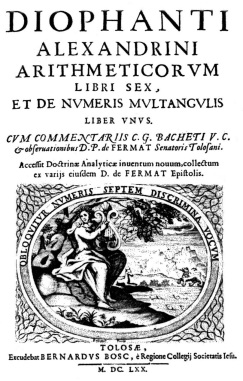 DIOPHANTI
ALEXANDRINI
ARITHMETICORVM
LIBRI SEX,
ET DE NVMERIS MVLTANGVLIS
LIBER VNVS.
CVM COMMENTARIIS C. G. BACHETI V. C.
& obseruationibus D. P. de FERMAT Senatoris Tolosani.
Accessit Doctrinæ Analyticæ inuentum nouum, collectum
ex varijs eiusdem D. de FERMAT Epistolis.
OBLOQVITVR NVMERIS SEPTEM DISCRIMINA VOCVM
TOLOSÆ,
Excudebat BERNARDVS BOSC, è Regione Collegij Societatis Iesu.
M. DC. LXX.